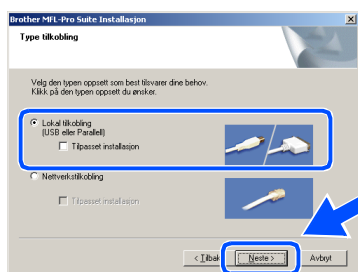 Brother MFL-Pro Suite Installasjon
Type tilkobling
Velg den typen oppsett som best tilsvarer dine behov.
Klikk på den typen oppsett du ønsker.
Lokal tilkobling
(USB eller Parallell)
Tilpasset installasjon
Nettverkstilkobling
Tilpasset installasjon
< Tilbak
Neste >
Avbryt